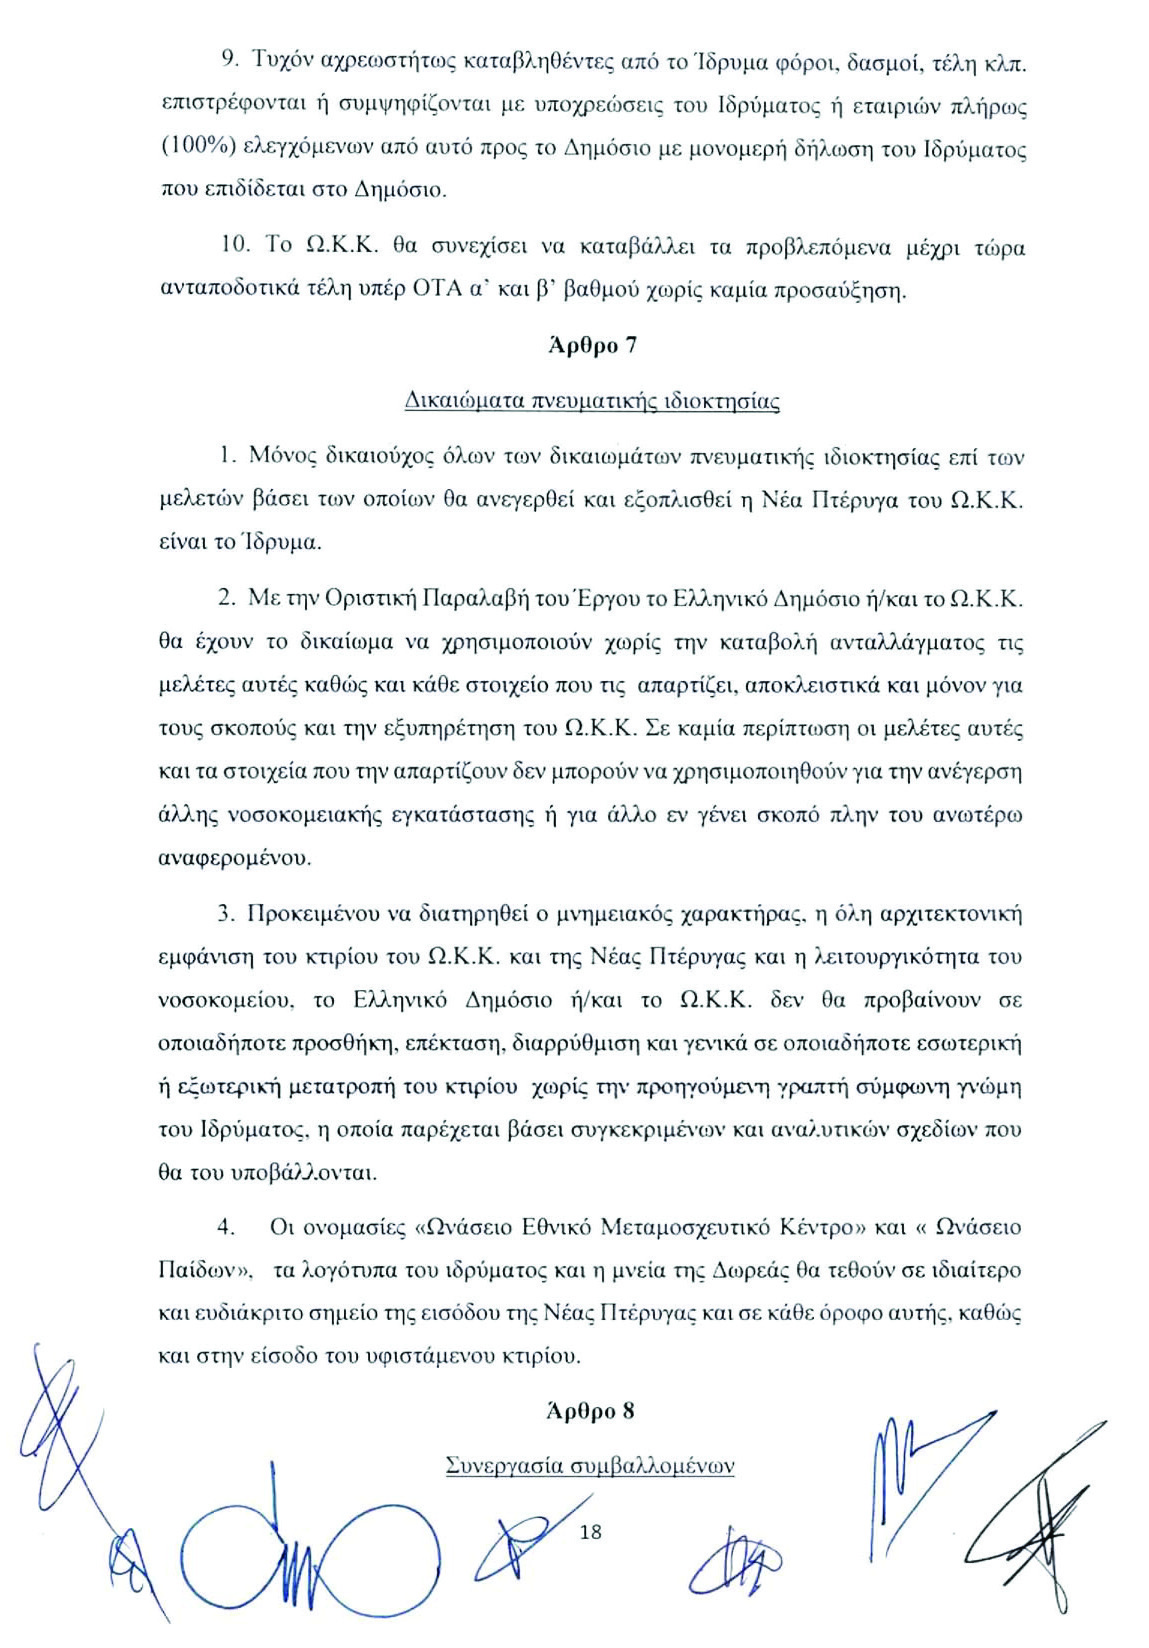 9. Τυχόν αχρεωστήτως καταβληθέντες από το Ίδρυμα φόροι, δασμοί, τέλη κλπ.
επιστρέφονται ή συμψηφίζονται με υποχρεώσεις του Ιδρύματος ή εταιριών πλήρως
(100%) ελεγχόμενων από αυτό προς το Δημόσιο με μονομερή δήλωση του Ιδρύματος
που επιδίδεται στο Δημόσιο.
10. Το Ω.Κ.Κ. θα συνεχίσει να καταβάλλει τα προβλεπόμενα μέχρι τώρα
ανταποδοτικά τέλη υπέρ ΟΤΑ α’ και β’ βαθμού χωρίς καμία προσαύξηση.
Άρθρο 7
Δικαιώματα πνευματικής ιδιοκτησίας
1. Μόνος δικαιούχος όλων των δικαιωμάτων πνευματικής ιδιοκτησίας επί των
μελετών βάσει των οποίων θα ανεγερθεί και εξοπλισθεί η Νέα Πτέρυγα του Ω.Κ.Κ.
είναι το Ίδρυμα.
2. Με την Οριστική Παραλαβή του Έργου το Ελληνικό Δημόσιο ή/και το Ω.Κ.Κ.
θα έχουν το δικαίωμα να χρησιμοποιούν χωρίς την καταβολή ανταλλάγματος τις
μελέτες αυτές καθώς και κάθε στοιχείο που τις απαρτίζει, αποκλειστικά και μόνον για
τους σκοπούς και την εξυπηρέτηση του Ω.Κ.Κ. Σε καμία περίπτωση οι μελέτες αυτές
και τα στοιχεία που την απαρτίζουν δεν μπορούν να χρησιμοποιηθούν για την ανέγερση
άλλης νοσοκομειακής εγκατάστασης ή για άλλο εν γένει σκοπό πλην του ανωτέρω
αναφερομένου.
3. Προκειμένου να διατηρηθεί ο μνημειακός χαρακτήρας, η όλη αρχιτεκτονική
εμφάνιση του κτιρίου του Ω.Κ.Κ. και της Νέας Πτέρυγας και η λειτουργικότητα του
νοσοκομείου, το Ελληνικό Δημόσιο ή/και το Ω.Κ.Κ. δεν θα προβαίνουν σε
οποιαδήποτε προσθήκη, επέκταση, διαρρύθμιση και γενικά σε οποιαδήποτε εσωτερική
ή εξωτερική μετατροπή του κτιρίου χωρίς την προηγούμενη γραπτή σύμφωνη γνώμη
του Ιδρύματος, η οποία παρέχεται βάσει συγκεκριμένων και αναλυτικών σχεδίων που
θα του υποβάλλονται.
4. Οι ονομασίες «Ωνάσειο Εθνικό Μεταμοσχευτικό Κέντρο» και « Ωνάσειο
Παίδων», τα λογότυπα του ιδρύματος και η μνεία της Δωρεάς θα τεθούν σε ιδιαίτερο
και ευδιάκριτο σημείο της εισόδου της Νέας Πτέρυγας και σε κάθε όροφο αυτής, καθώς
και στην είσοδο του υφιστάμενου κτιρίου.
Άρθρο 8
Συνεργασία συμβαλλομένων
18